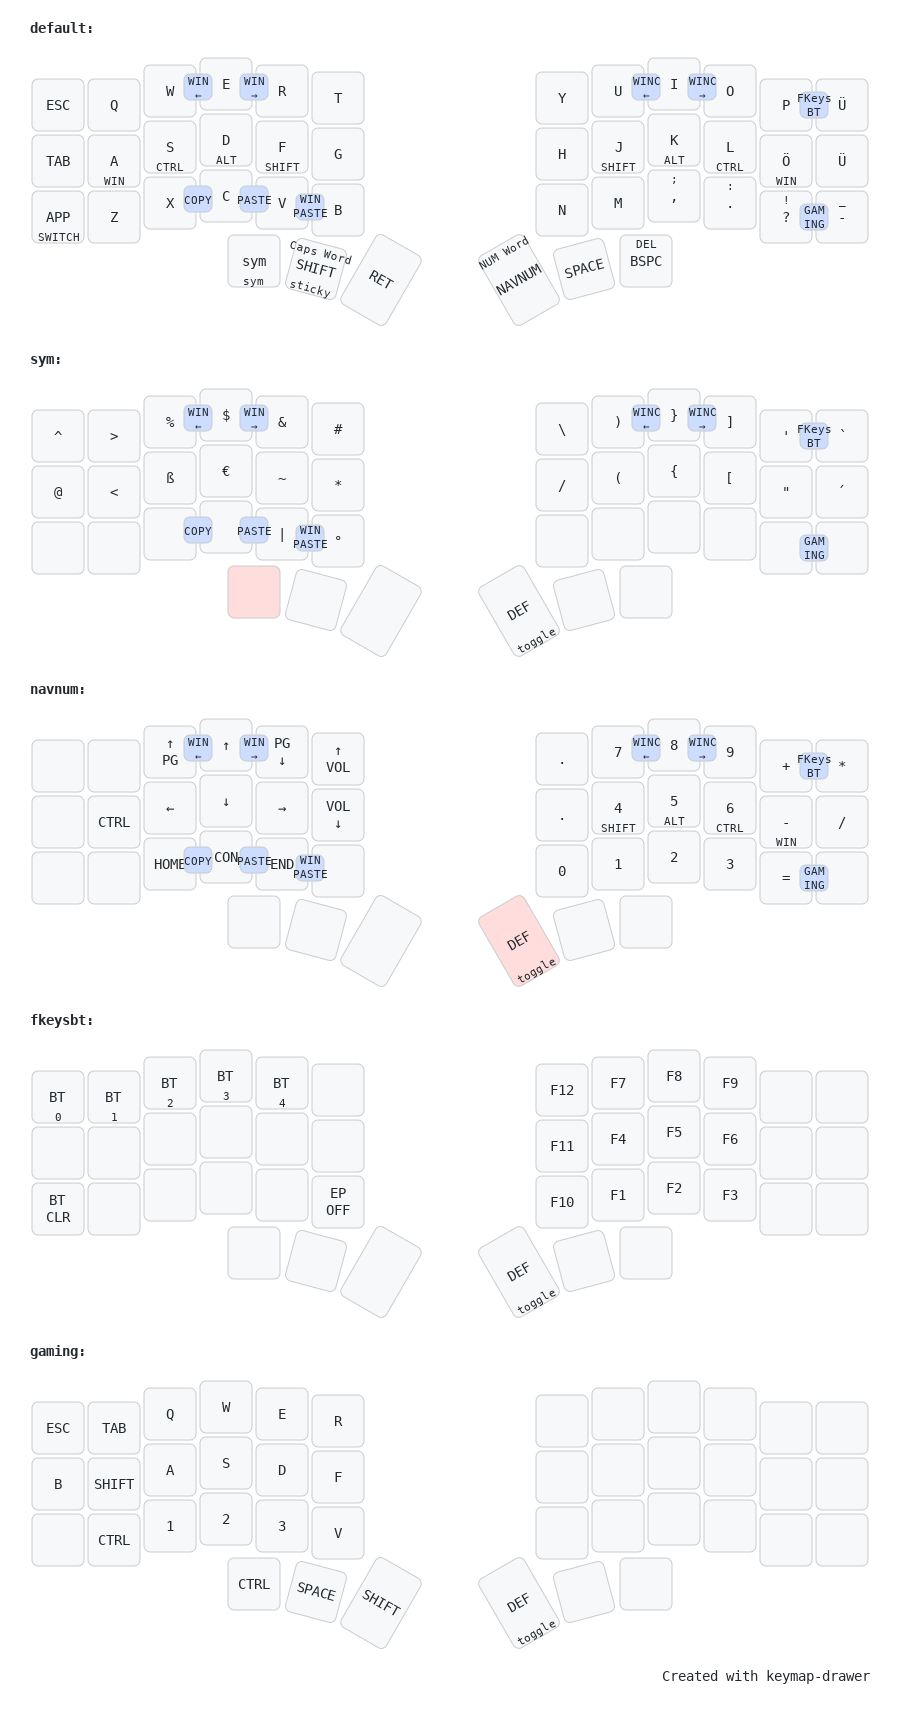 default:
ESC Q W WIN ← E WIN → R T Y U WINC ← I WINC → O P FKeys BT Ü
TAB A WIN S CTRL D ALT F SHIFT G H J SHIFT K ALT L CTRL Ö WIN Ü
APP SWITCH Z X COPY C PASTE V WIN PASTE B N M ; , : . ! ? GAM ING _ -
sym sym Caps Word SHIFT sticky RET NUM Word NAVNUM SPACE DEL BSPC
sym:
^ > % WIN ← $ WIN → & # \ ) WINC ← } WINC → ] ' FKeys BT `
@ < ß € ~ * / ( { [ " ´
COPY PASTE | WIN PASTE ° GAM ING
DEF toggle
navnum:
↑ PG WIN ← ↑ WIN → PG ↓ ↑ VOL . 7 WINC ← 8 WINC → 9 + FKeys BT *
CTRL ← ↓ → VOL ↓ . 4 SHIFT 5 ALT 6 CTRL - WIN /
HOME COPY CON PASTE END WIN PASTE 0 1 2 3 = GAM ING
DEF toggle
fkeysbt:
BT 0 BT 1 BT 2 BT 3 BT 4 F12 F7 F8 F9
F11 F4 F5 F6
BT CLR EP OFF F10 F1 F2 F3
DEF toggle
gaming:
ESC TAB Q W E R
B SHIFT A S D F
CTRL 1 2 3 V
CTRL SPACE SHIFT DEF toggle
Created with keymap-drawer